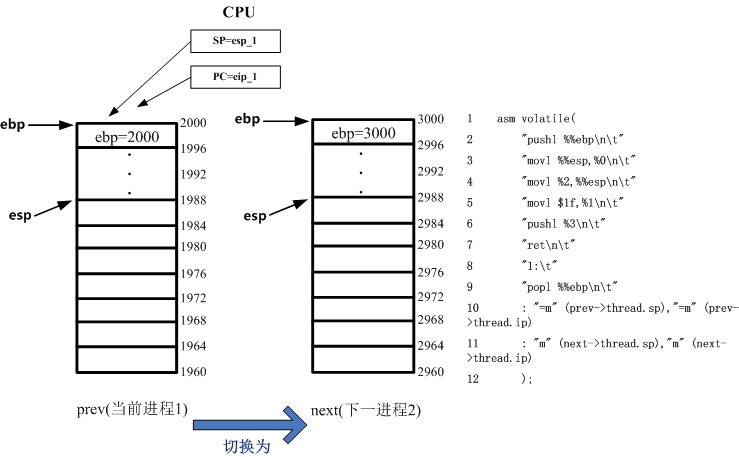 CPU
SP=esp_1
PC=eip_1
ebp
2000
ebp=2000
1996
1992
esp
1988
1984
1980
1976
1972
1968
1964
1960
prev(当前进程1)
切换为
ebp
3000
ebp=3000
2996
2992
esp
2988
2984
2980
2976
2972
2968
2964
2960
next(下一进程2)
1 asm volatile(
2 "pushl %%ebp\n\t"
3 "movl %%esp,%0\n\t"
4 "movl %2,%%esp\n\t"
5 "movl $1f,%1\n\t"
6 "pushl %3\n\t"
7 "ret\n\t"
8 "1:\t"
9 "popl %%ebp\n\t"
10 : "=m" (prev->thread.sp),"=m" (prev-
>thread.ip)
11 : "m" (next->thread.sp),"m" (next-
>thread.ip)
12 );